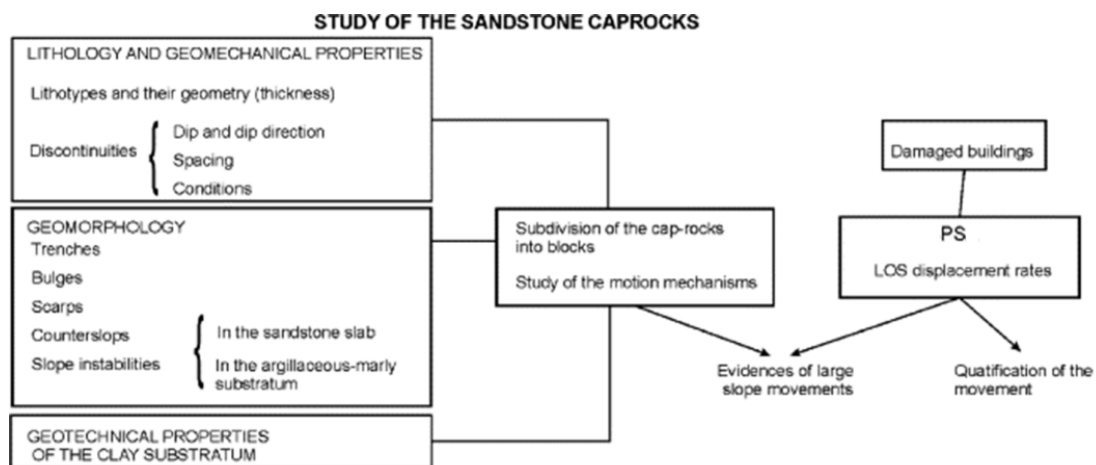 STUDY OF THE SANDSTONE CAPROCKS
LITHOLOGY AND GEOMECHANICAL PROPERTIES
Lithotypes and their geometry (thickness)
Discontinuities
Dip and dip direction
Spacing
Conditions
GEOMORPHOLOGY
Trenches
Bulges
Scarps
Counterslops
Slope instabilities
In the sandstone slab
In the argillaceous-marly
substratum
GEOTECHNICAL PROPERTIES
OF THE CLAY SUBSTRATUM
Subdivision of the cap-rocks
into blocks
Study of the motion mechanisms
Damaged buildings
PS
LOS displacement rates
Evidences of large
slope movements
Quatification of the
movement